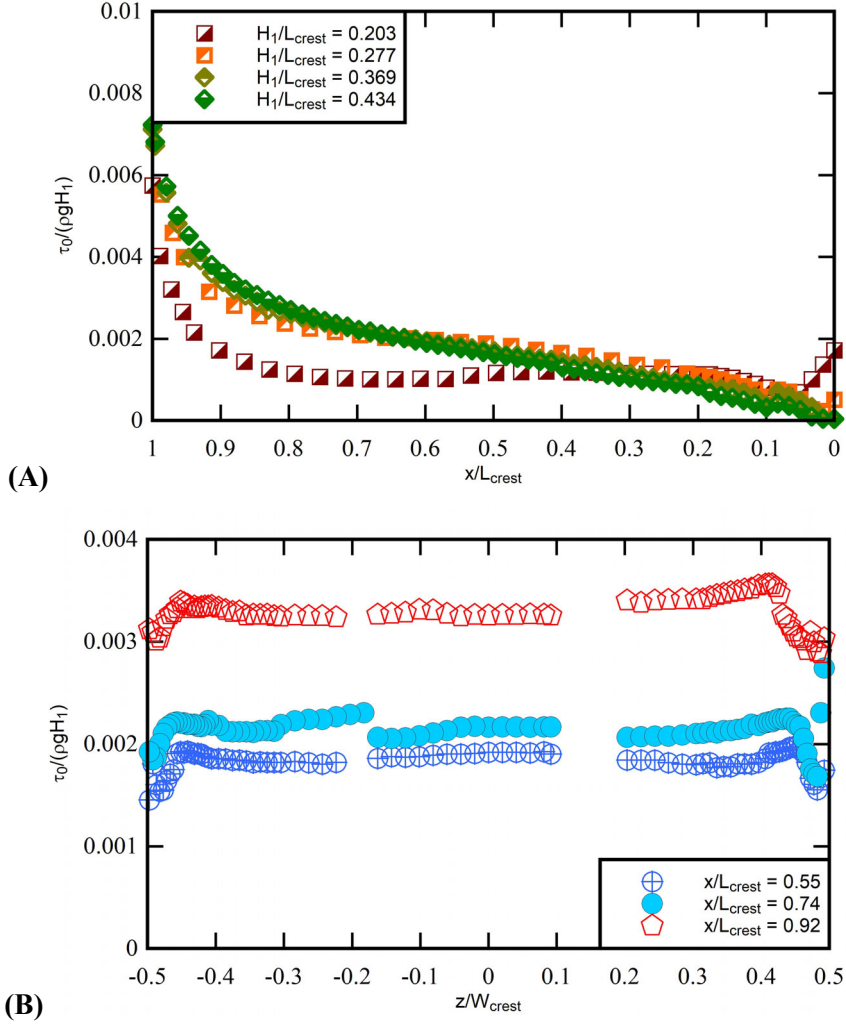 0.01
0.008
0.006
0.004
0.002
0
τ0/(ρgH1)
H1/Lcrest = 0.203
H1/Lcrest = 0.277
H1/Lcrest = 0.369
H1/Lcrest = 0.434
1 0.9 0.8 0.7 0.6 0.5 0.4 0.3 0.2 0.1 0
x/Lcrest
(A)
0.004
0.003
0.002
0.001
0
τ0/(ρgH1)
x/Lcrest = 0.55
x/Lcrest = 0.74
x/Lcrest = 0.92
-0.5 -0.4 -0.3 -0.2 -0.1 0 0.1 0.2 0.3 0.4 0.5
z/Wcrest
(B)